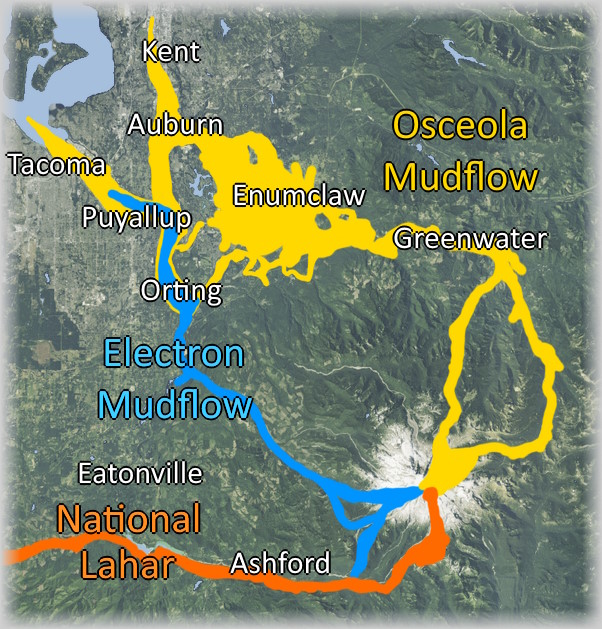 Kent
Auburn
Osceola
Mudflow
Tacoma
Enumclaw
Puyallup
Greenwater
Orting
Electron
Mudflow
Eatonville
National
Lahar
Ashford